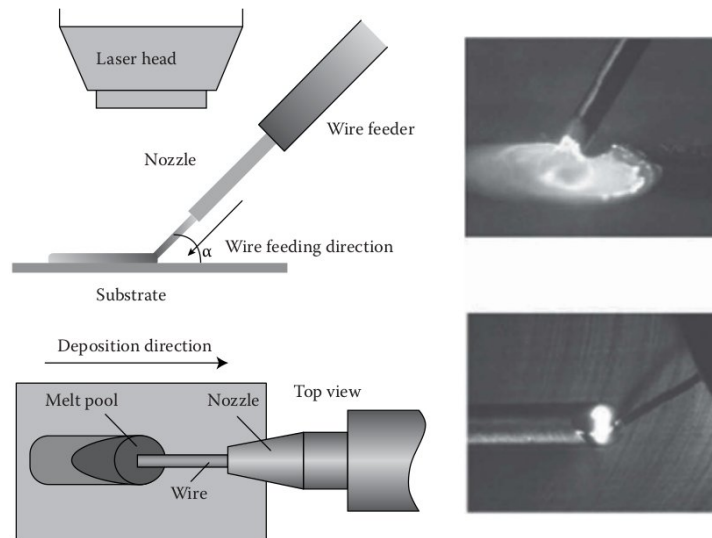 Laser head
Wire feeder
Nozzle
Wire feeding direction
α
Substrate
Deposition direction
Top view
Melt pool
Nozzle
Wire